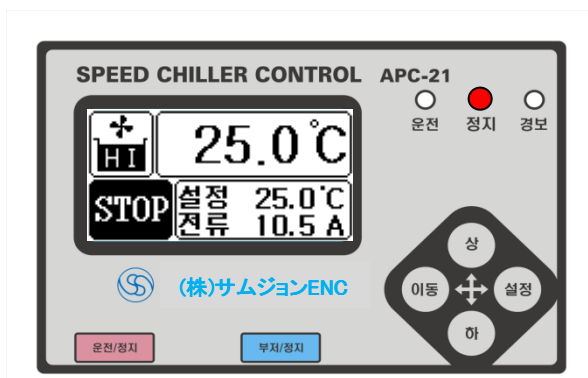 SPEED CHILLER CONTROL APC-21
운전 정지 경보
HI 25.0℃
STOP 설정 25.0℃
전류 10.5 A
상
이동 설정
하
(株)サムジョンENC
운전/정지 부저/정지